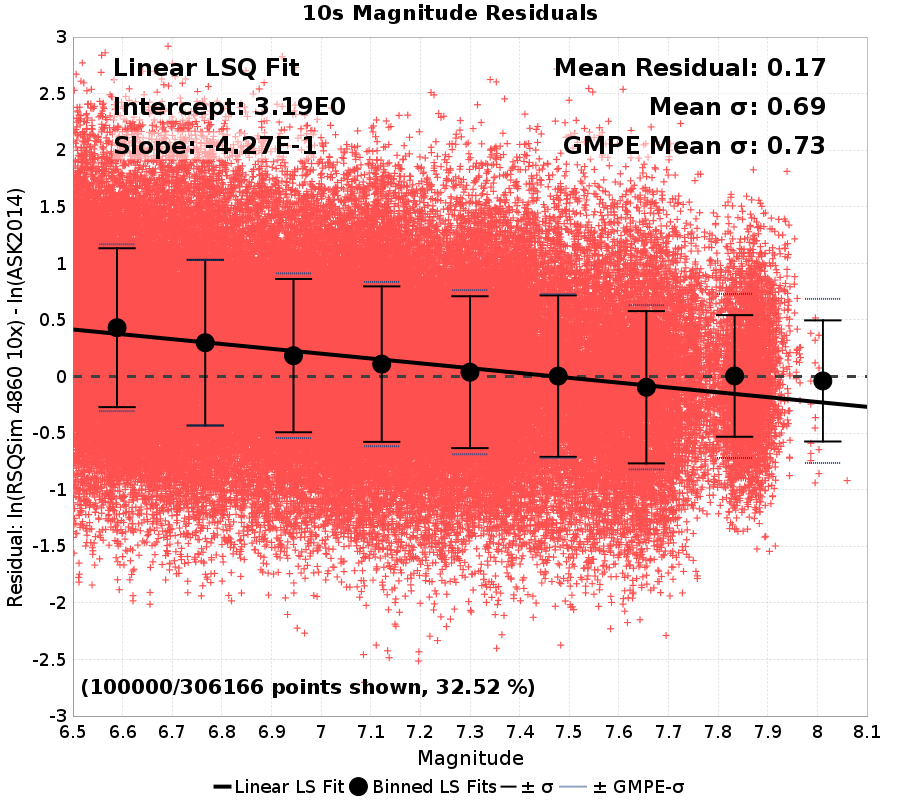 10s Magnitude Residuals
Linear LSQ Fit
Intercept: 3.19E0
Slope: -4.27E-1
Mean Residual: 0.17
Mean σ: 0.69
GMPE Mean σ: 0.73
Residual: ln(RSQSim 4860 10x) - ln(ASK2014)
3
2.5
2
1.5
1
0.5
0
-0.5
-1
-1.5
-2
-2.5
-3
(100000/306166 points shown, 32.52 %)
6.5 6.6 6.7 6.8 6.9 7 7.1 7.2 7.3 7.4 7.5 7.6 7.7 7.8 7.9 8 8.1
Magnitude
Linear LS Fit Binned LS Fits ± σ ± GMPE-σ